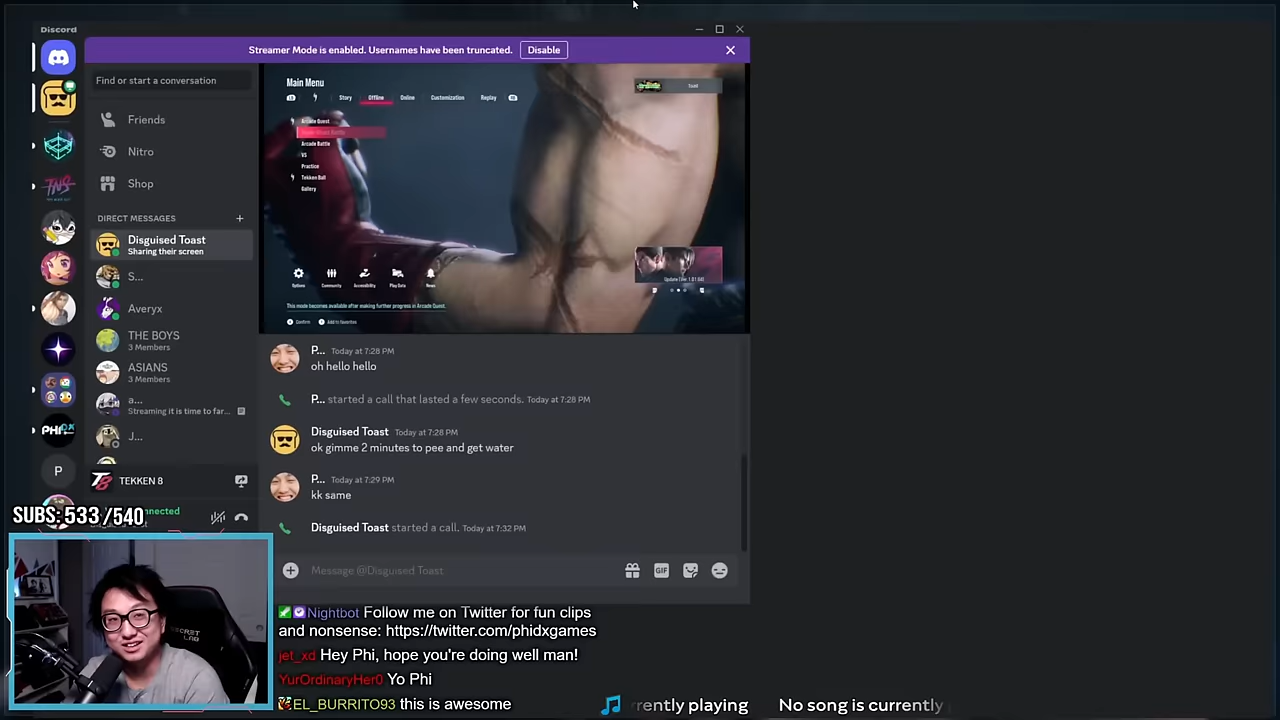 Discord
Streamer Mode is enabled. Usernames have been truncated.
Disable
Find or start a conversation
Friends
Nitro
Shop
DIRECT MESSAGES
Disguised Toast
Sharing their screen
S...
Averyx
THE BOYS
3 Members
ASIANS
3 Members
a...
Streaming it is time to far...
J...
TEKKEN 8
Main Menu
Story
Offline
Online
Customization
Replay
Arcade Quest
Arcade Battle
VS
Practice
Tekken Ball
Gallery
Options
Community
Accessibility
Play Data
News
This mode becomes available after making further progress in Arcade Quest.
Confirm
Add to favorites
P... Today at 7:28 PM
oh hello hello
P... started a call that lasted a few seconds. Today at 7:28 PM
Disguised Toast Today at 7:28 PM
ok gimme 2 minutes to pee and get water
P... Today at 7:29 PM
kk same
Disguised Toast started a call. Today at 7:32 PM
Message @Disguised Toast
GIF
TNS
PHIDX
P
SUBS: 533 /540
nnected
SECRET LAB
Nightbot Follow me on Twitter for fun clips
and nonsense: https://twitter.com/phidxgames
jet_xd Hey Phi, hope you're doing well man!
YurOrdinaryHer0 Yo Phi
EL_BURRITO93 this is awesome
rrently playing No song is currently